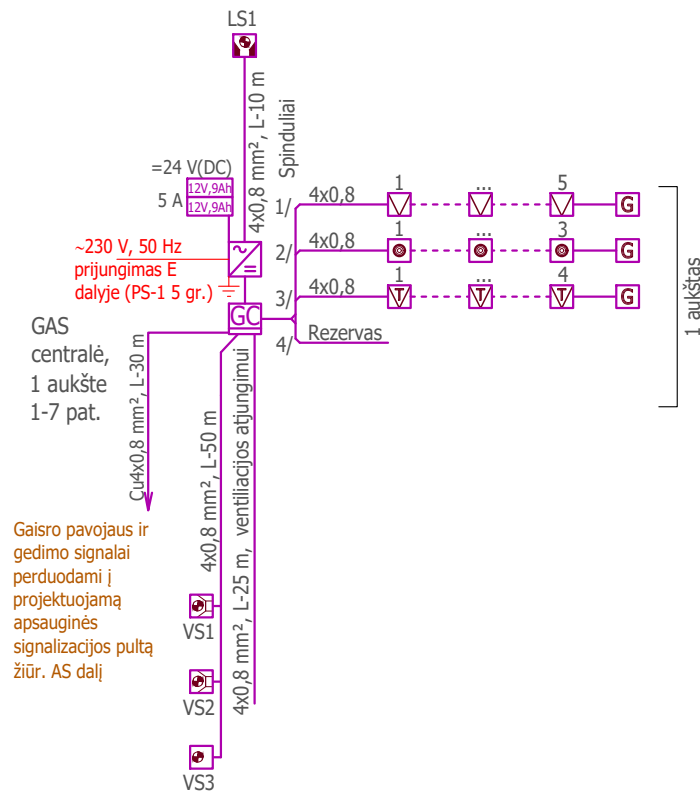 LS1
4x0,8 mm², L-10 m
Spinduliai
=24 V(DC)
5 A
12V,9Ah
12V,9Ah
~230 V, 50 Hz
prijungimas E
dalyje (PS-1 5 gr.)
1/
4x0,8
1
...
5
G
2/
4x0,8
1
...
3
G
3/
4x0,8
1
...
4
T
T
T
G
4/
Rezervas
1 aukštas
GC
GAS
centralė,
1 aukšte
1-7 pat.
Cu4x0,8 mm², L-30 m
4x0,8 mm², L-50 m
4x0,8 mm², L-25 m, ventiliacijos atjungimui
Gaisro pavojaus ir
gedimo signalai
perduodami į
projektuojamą
apsauginės
signalizacijos pultą
žiūr. AS dalį
VS1
VS2
VS3